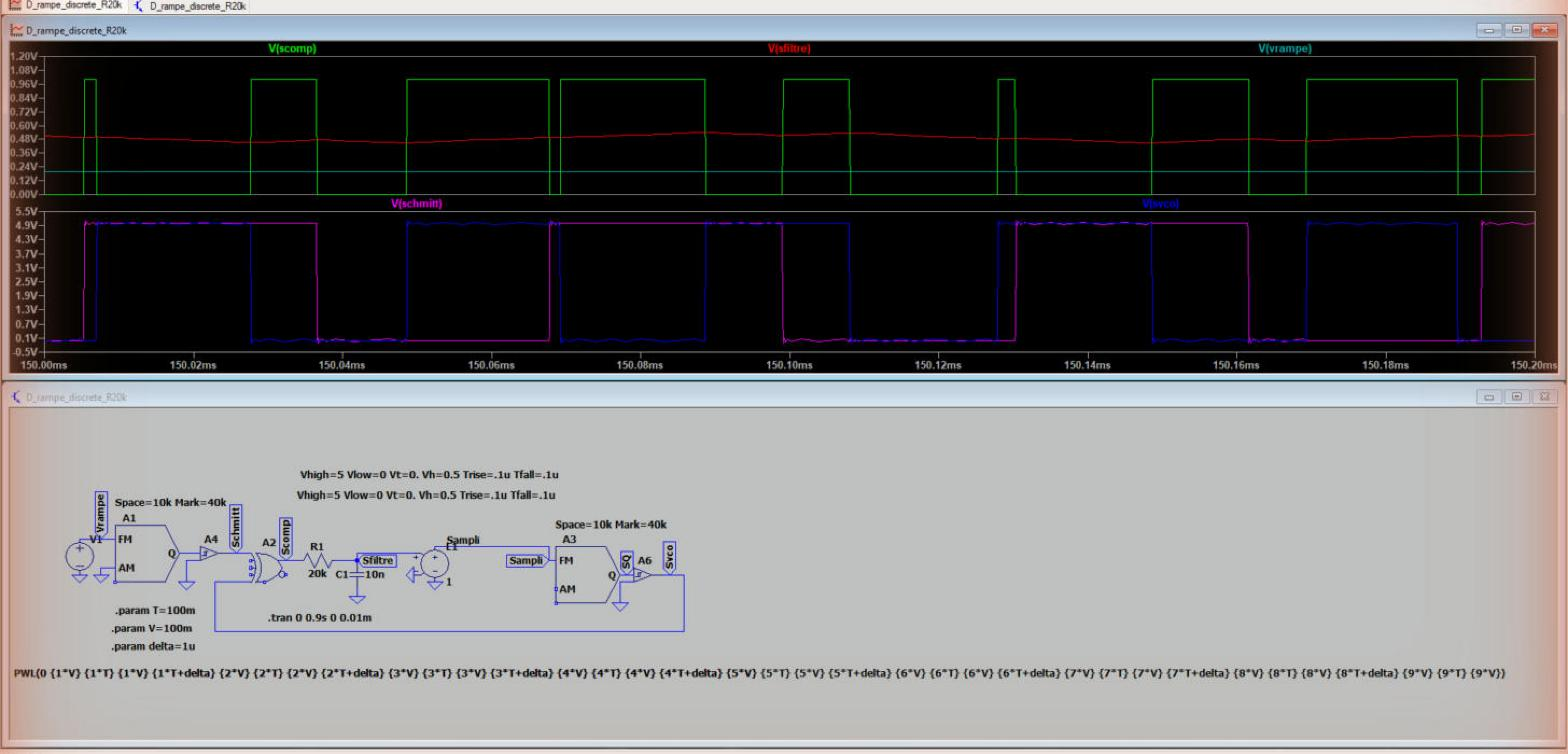 D_rampe_discrete_R20k D_rampe_discrete_R20k
D_rampe_discrete_R20k
V(scomp) V(sfiltre) V(vrampe)
1.20V
1.08V
0.96V
0.84V
0.72V
0.60V
0.48V
0.36V
0.24V
0.12V
0.00V
V(schmitt) V(svco)
5.5V
4.9V
4.3V
3.7V
3.1V
2.5V
1.9V
1.3V
0.7V
0.1V
-0.5V
150.00ms 150.02ms 150.04ms 150.06ms 150.08ms 150.10ms 150.12ms 150.14ms 150.16ms 150.18ms 150.20ms
D_rampe_discrete_R20k
Vhigh=5 Vlow=0 Vt=0. Vh=0.5 Trise=.1u Tfall=.1u
Vhigh=5 Vlow=0 Vt=0. Vh=0.5 Trise=.1u Tfall=.1u
Space=10k Mark=40k
Space=10k Mark=40k
Vrampe
V1
A1
FM
AM
Q
A4
Schmitt
A2
Scomp
R1
20k
Sfiltre
C1
10n
Sampli
E1
1
Sampli
A3
FM
AM
Q
SQ
A6
Svco
.param T=100m
.param V=100m
.param delta=1u
.tran 0 0.9s 0 0.01m
PWL(0 {1*V} {1*T} {1*V} {1*T+delta} {2*V} {2*T} {2*V} {2*T+delta} {3*V} {3*T} {3*V} {3*T+delta} {4*V} {4*T} {4*V} {4*T+delta} {5*V} {5*T} {5*V} {5*T+delta} {6*V} {6*T} {6*V} {6*T+delta} {7*V} {7*T} {7*V} {7*T+delta} {8*V} {8*T} {8*V} {8*T+delta} {9*V} {9*T} {9*V})